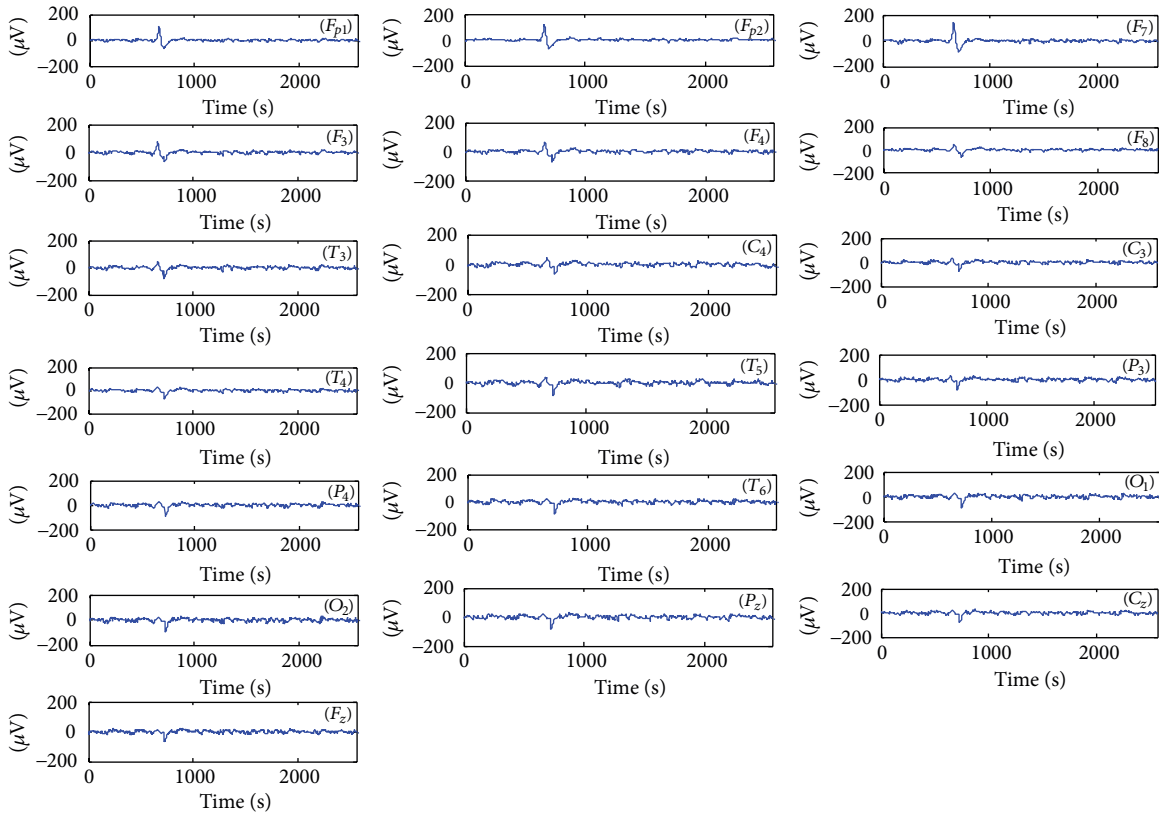 200 (Fp1) 200 (Fp2) 200 (F7)
(μV) 0 (μV) 0 (μV) 0
−200 −200 −200
0 1000 2000 0 1000 2000 0 1000 2000
Time (s) Time (s) Time (s)
200 (F3) 200 (F4) 200 (F8)
(μV) 0 (μV) 0 (μV) 0
−200 −200 −200
0 1000 2000 0 1000 2000 0 1000 2000
Time (s) Time (s) Time (s)
200 (T3) 200 (C4) 200 (C3)
(μV) 0 (μV) 0 (μV) 0
−200 −200 −200
0 1000 2000 0 1000 2000 0 1000 2000
Time (s) Time (s) Time (s)
200 (T4) 200 (T5) 200 (P3)
(μV) 0 (μV) 0 (μV) 0
−200 −200 −200
0 1000 2000 0 1000 2000 0 1000 2000
Time (s) Time (s) Time (s)
200 (P4) 200 (T6) 200 (O1)
(μV) 0 (μV) 0 (μV) 0
−200 −200 −200
0 1000 2000 0 1000 2000 0 1000 2000
Time (s) Time (s) Time (s)
200 (O2) 200 (Pz) 200 (Cz)
(μV) 0 (μV) 0 (μV) 0
−200 −200 −200
0 1000 2000 0 1000 2000 0 1000 2000
Time (s) Time (s) Time (s)
200 (Fz)
(μV) 0
−200
0 1000 2000
Time (s)